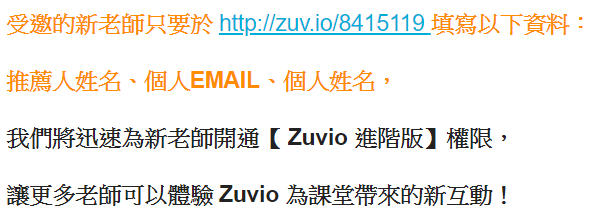 受邀的新老師只要於 http://zuv.io/8415119 填寫以下資料：
推薦人姓名、個人EMAIL、個人姓名，
我們將迅速為新老師開通【 Zuvio 進階版】權限，
讓更多老師可以體驗 Zuvio 為課堂帶來的新互動！